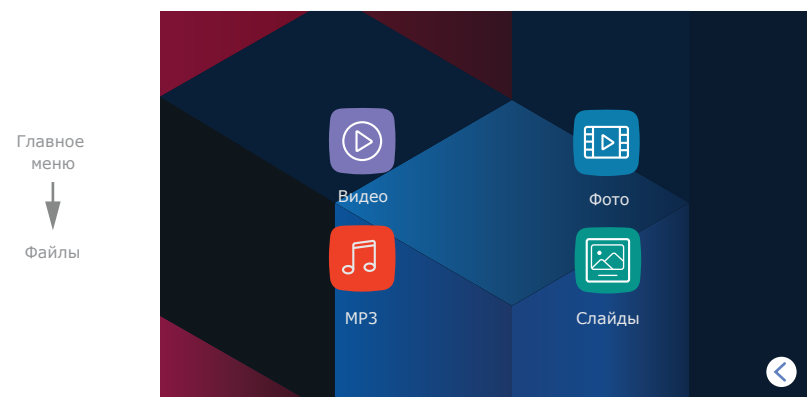 Главное
меню
Файлы
Видео
Фото
MP3
Слайды